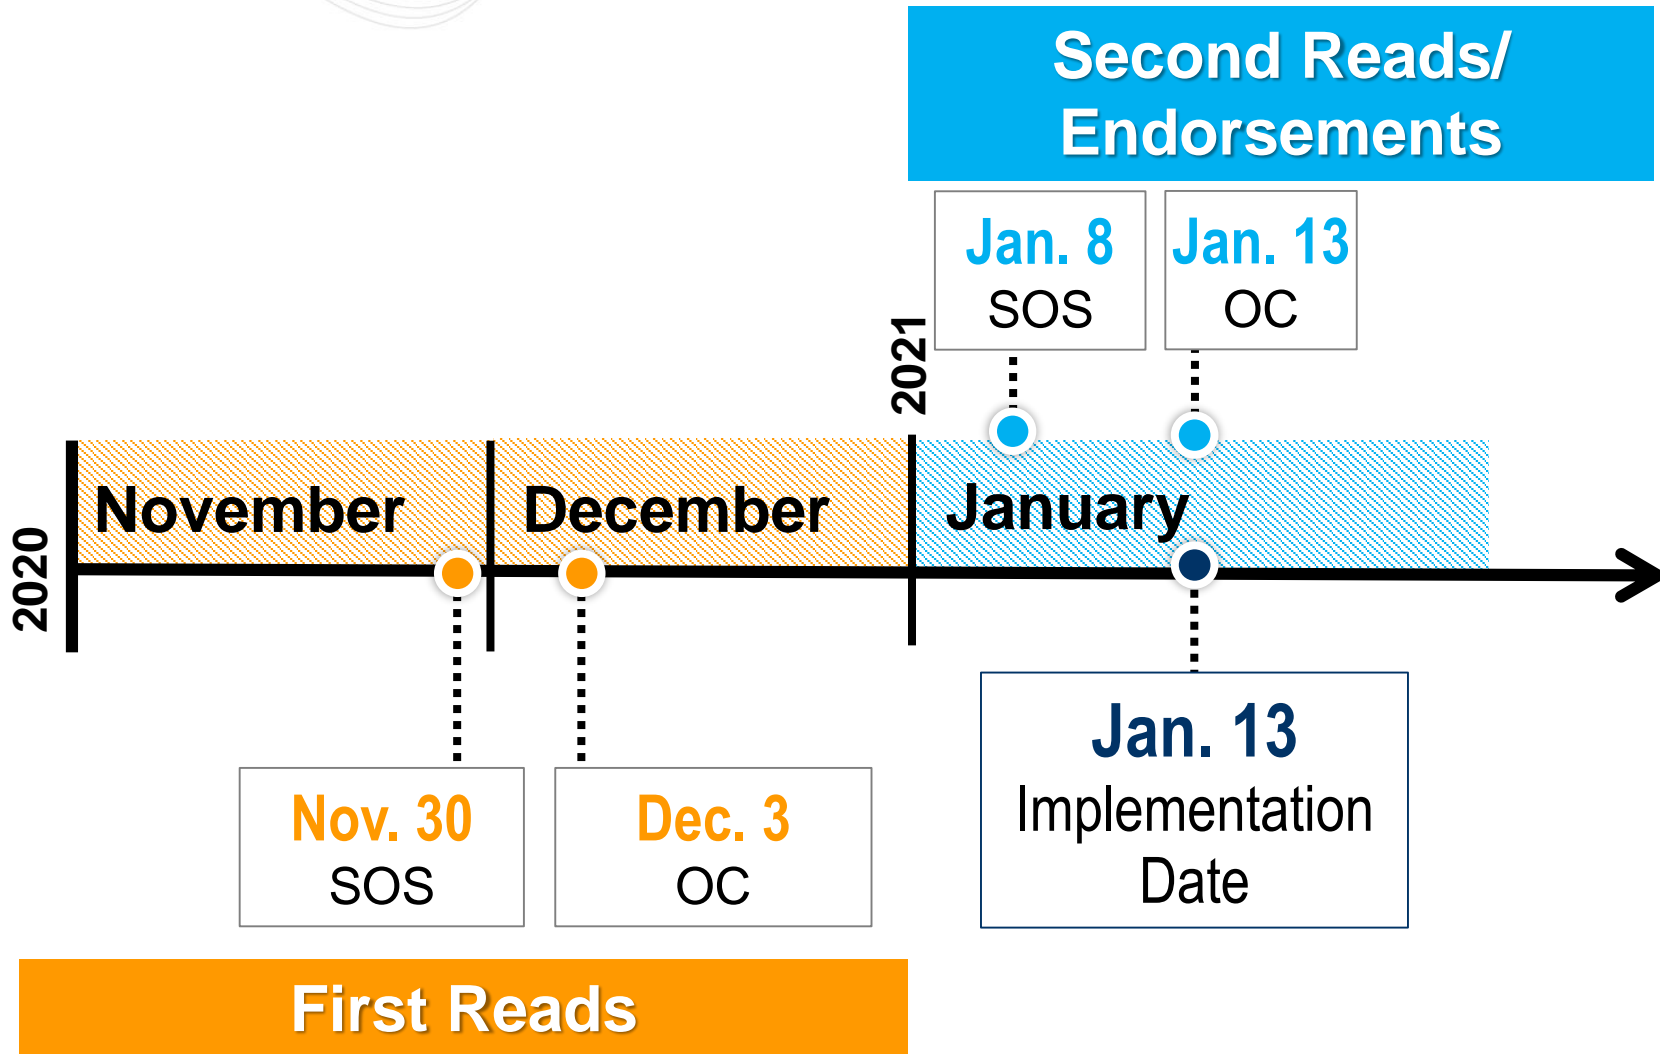 Second Reads/
Endorsements
Jan. 8
SOS
Jan. 13
OC
2021
2020
November
December
January
Nov. 30
SOS
Dec. 3
OC
Jan. 13
Implementation
Date
First Reads